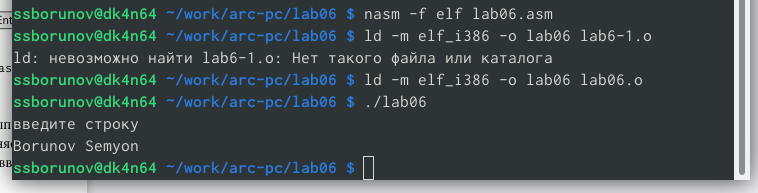 ssborunov@dk4n64 ~/work/arc-pc/lab06 $ nasm -f elf lab06.asm
ssborunov@dk4n64 ~/work/arc-pc/lab06 $ ld -m elf_i386 -o lab06 lab6-1.o
ld: невозможно найти lab6-1.o: Нет такого файла или каталога
ssborunov@dk4n64 ~/work/arc-pc/lab06 $ ld -m elf_i386 -o lab06 lab06.o
ssborunov@dk4n64 ~/work/arc-pc/lab06 $ ./lab06
введите строку
Borunov Semyon
ssborunov@dk4n64 ~/work/arc-pc/lab06 $